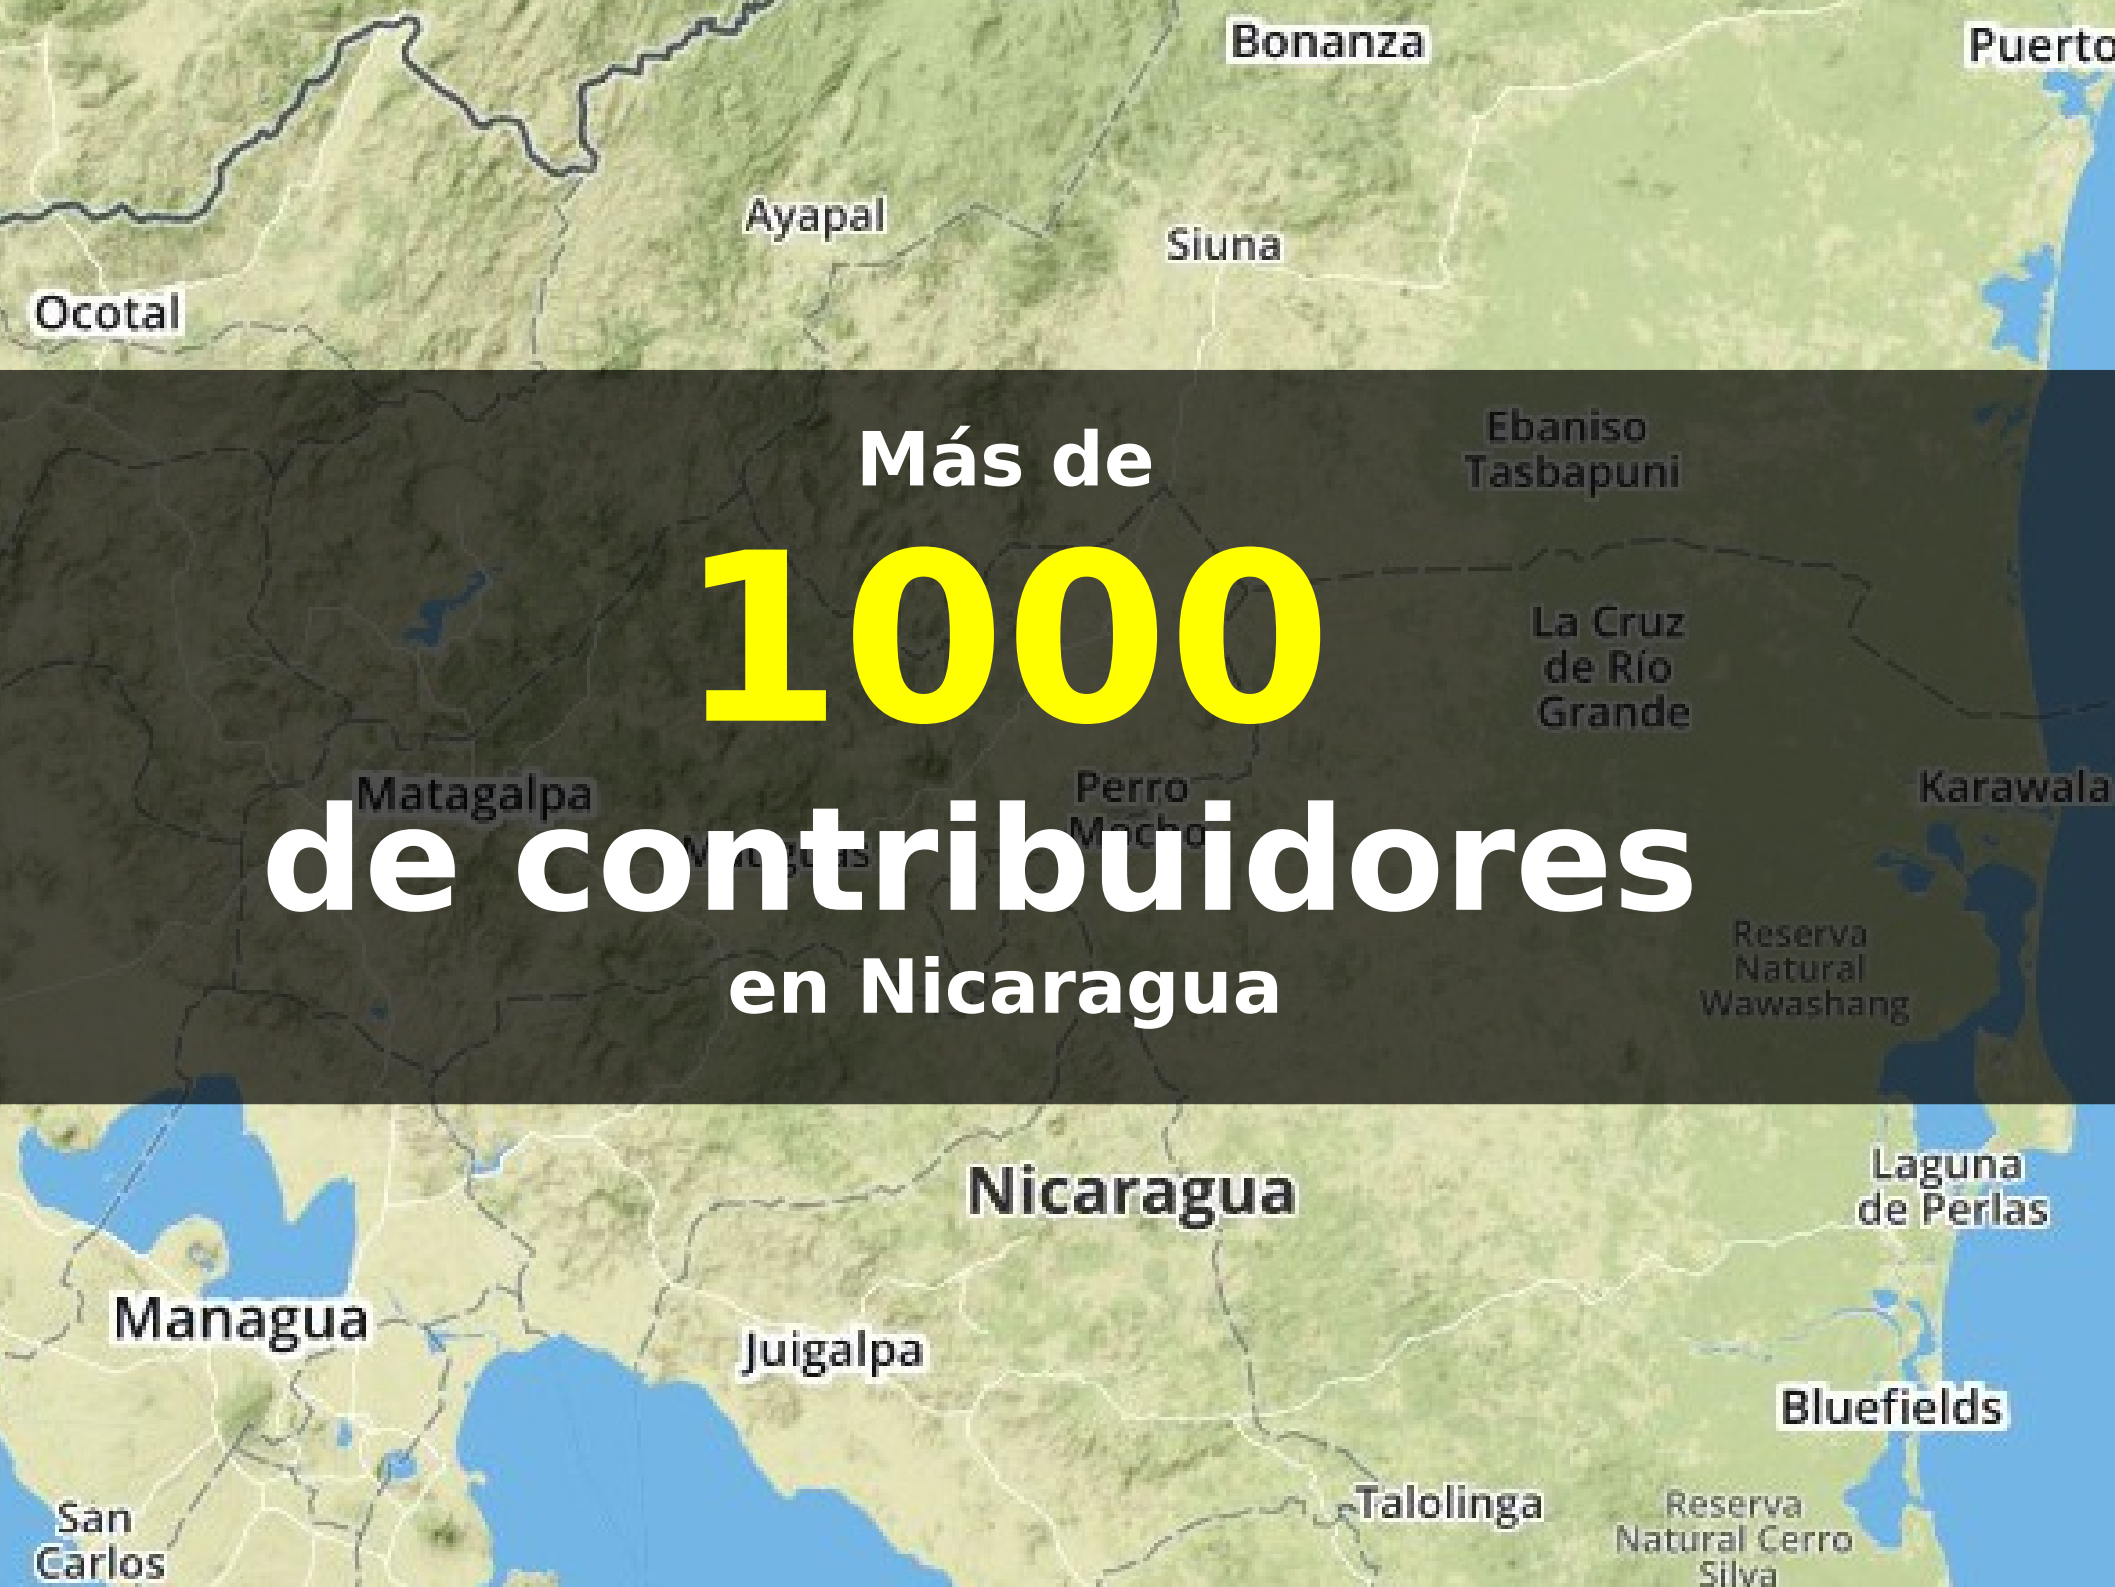 Bonanza
Puerto
Ayapal
Siuna
Ocotal
Más de
Ebaniso
Tasbapuni
1000
La Cruz
de Río
Grande
Matagalpa
Perro
Mocho
Karawala
Matiguás
de contribuidores
Reserva
Natural
Wawashang
en Nicaragua
Nicaragua
Laguna
de Perlas
Managua
Juigalpa
Bluefields
San
Carlos
Talolinga
Reserva
Natural Cerro
Silva